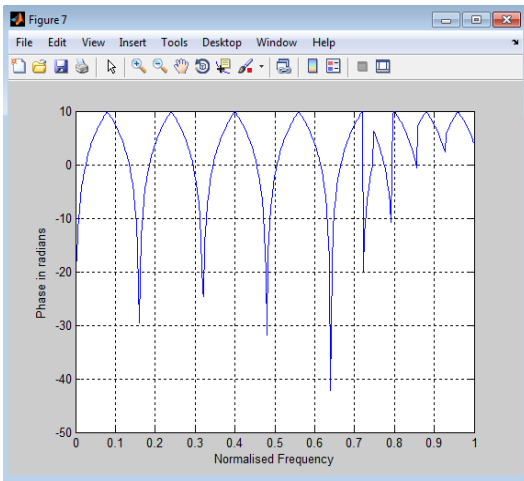 Figure 7
File Edit View Insert Tools Desktop Window Help
10
0
-10
-20
-30
-40
-50
Phase in radians
0 0.1 0.2 0.3 0.4 0.5 0.6 0.7 0.8 0.9 1
Normalised Frequency